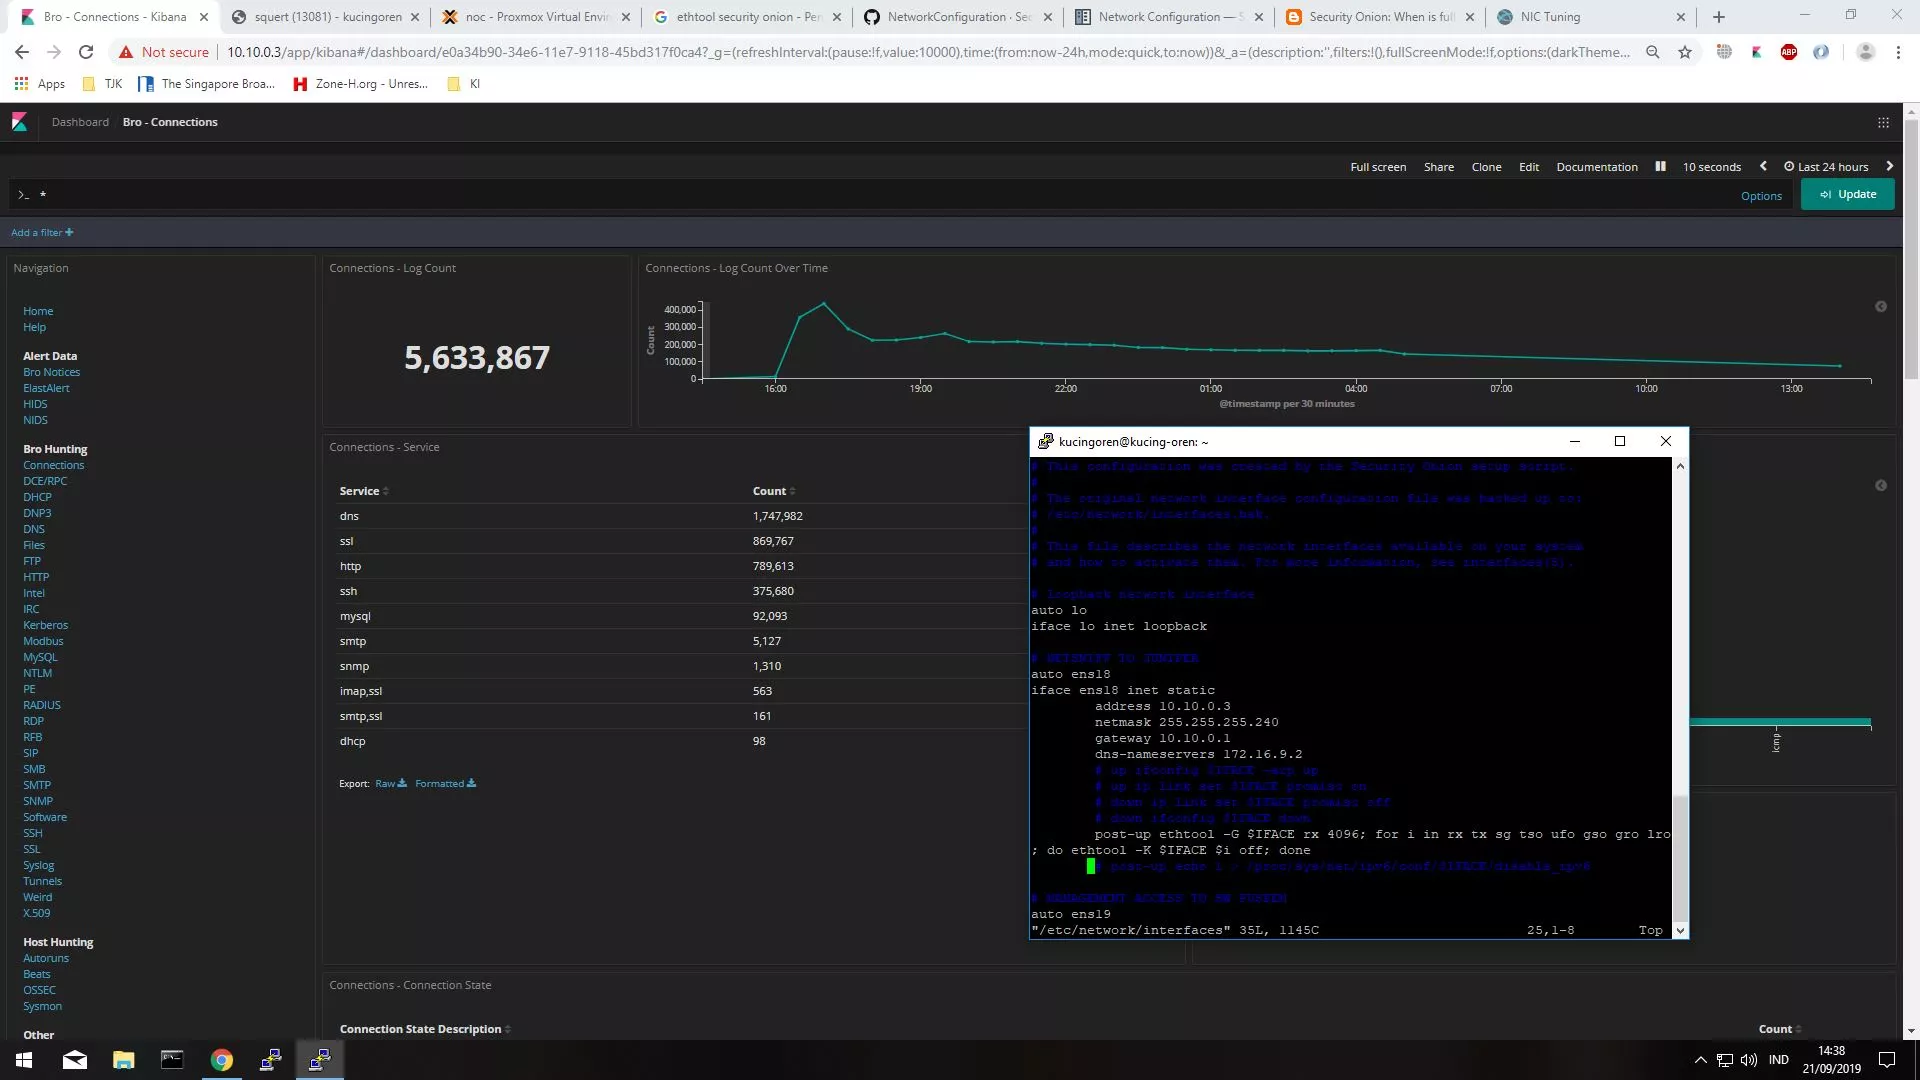 Bro - Connections - Kibana
squert (13081) - kucingoren
noc - Proxmox Virtual Envir
ethtool security onion - Pen
NetworkConfiguration · Sec
Network Configuration — S
Security Onion: When is full
NIC Tuning
Not secure
10.10.0.3/app/kibana#/dashboard/e0a34b90-34e6-11e7-9118-45bd317f0ca4?_g=(refreshInterval:(pause:!f,value:10000),time:(from:now-24h,mode:quick,to:now))&_a=(description:'',filters:!(),fullScreenMode:!f,options:(darkTheme...
ABP
Apps
TJK
The Singapore Broa...
Zone-H.org - Unres...
KI
Dashboard / Bro - Connections
Full screen
Share
Clone
Edit
Documentation
10 seconds
Last 24 hours
>_ *
Options
Update
Add a filter +
Navigation
Home
Help
Alert Data
Bro Notices
ElastAlert
HIDS
NIDS
Bro Hunting
Connections
DCE/RPC
DHCP
DNP3
DNS
Files
FTP
HTTP
Intel
IRC
Kerberos
Modbus
MySQL
NTLM
PE
RADIUS
RDP
RFB
SIP
SMB
SMTP
SNMP
Software
SSH
SSL
Syslog
Tunnels
Weird
X.509
Host Hunting
Autoruns
Beats
OSSEC
Sysmon
Other
Connections - Log Count
5,633,867
Connections - Log Count Over Time
Count
400,000
300,000
200,000
100,000
0
16:00
19:00
22:00
01:00
04:00
07:00
10:00
13:00
@timestamp per 30 minutes
Connections - Service
Service
Count
dns 1,747,982
ssl 869,767
http 789,613
ssh 375,680
mysql 92,093
smtp 5,127
snmp 1,310
imap,ssl 563
smtp,ssl 161
dhcp 98
Export: Raw Formatted
icmp
Connections - Connection State
Connection State Description
Count
kucingoren@kucing-oren: ~
# This configuration was created by the Security Onion setup script.
#
# The original network interface configuration file was backed up to:
# /etc/network/interfaces.bak.
#
# This file describes the network interfaces available on your system
# and how to activate them. For more information, see interfaces(5).
# loopback network interface
auto lo
iface lo inet loopback
# NETSNIFF TO JUNIPER
auto ens18
iface ens18 inet static
address 10.10.0.3
netmask 255.255.255.240
gateway 10.10.0.1
dns-nameservers 172.16.9.2
# up ifconfig $IFACE -arp up
# up ip link set $IFACE promisc on
# down ip link set $IFACE promisc off
# down ifconfig $IFACE down
post-up ethtool -G $IFACE rx 4096; for i in rx tx sg tso ufo gso gro lro
; do ethtool -K $IFACE $i off; done
# post-up echo 1 > /proc/sys/net/ipv6/conf/$IFACE/disable_ipv6
# MANAGEMENT ACCESS TO
auto ens19
"/etc/network/interfaces" 35L, 1145C 25,1-8 Top
IND
14:38
21/09/2019